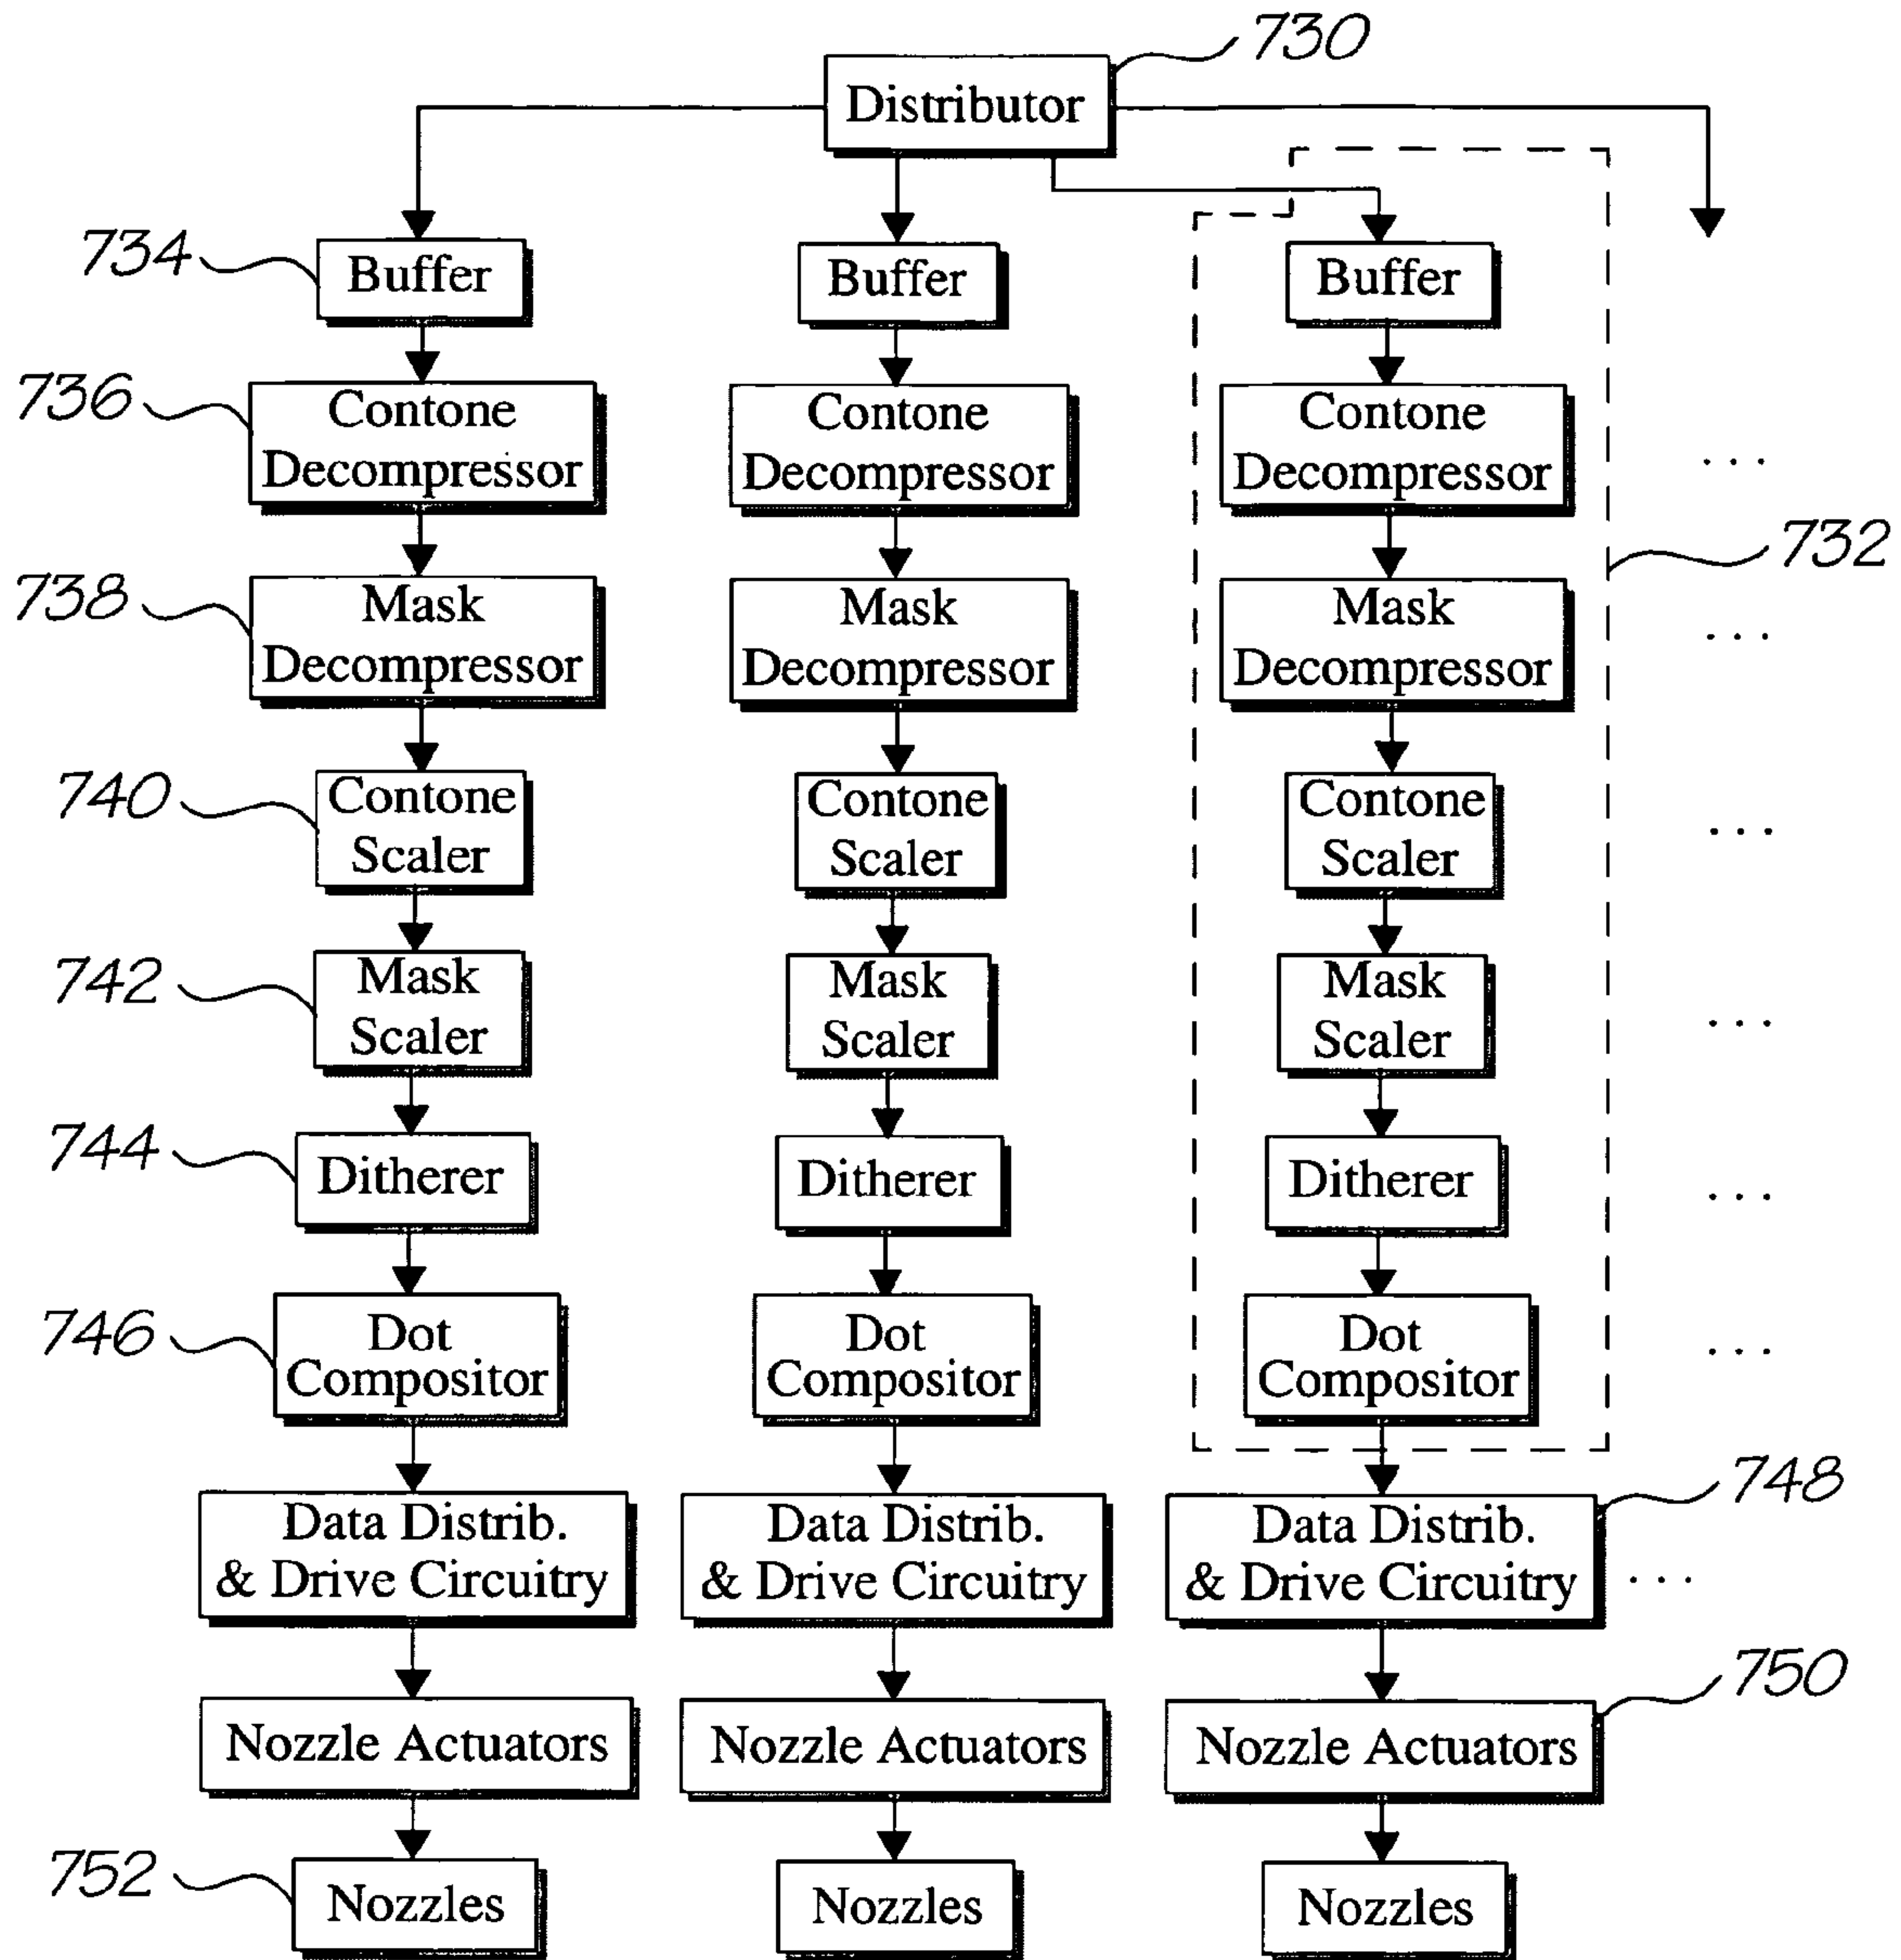 730
Distributor
734
Buffer
Buffer
Buffer
736
Contone
Decompressor
Contone
Decompressor
Contone
Decompressor
...
732
738
Mask
Decompressor
Mask
Decompressor
Mask
Decompressor
...
740
Contone
Scaler
Contone
Scaler
Contone
Scaler
...
742
Mask
Scaler
Mask
Scaler
Mask
Scaler
...
744
Ditherer
Ditherer
Ditherer
...
746
Dot
Compositor
Dot
Compositor
Dot
Compositor
...
748
Data Distrib.
& Drive Circuitry
Data Distrib.
& Drive Circuitry
Data Distrib.
& Drive Circuitry
...
750
Nozzle Actuators
Nozzle Actuators
Nozzle Actuators
752
Nozzles
Nozzles
Nozzles